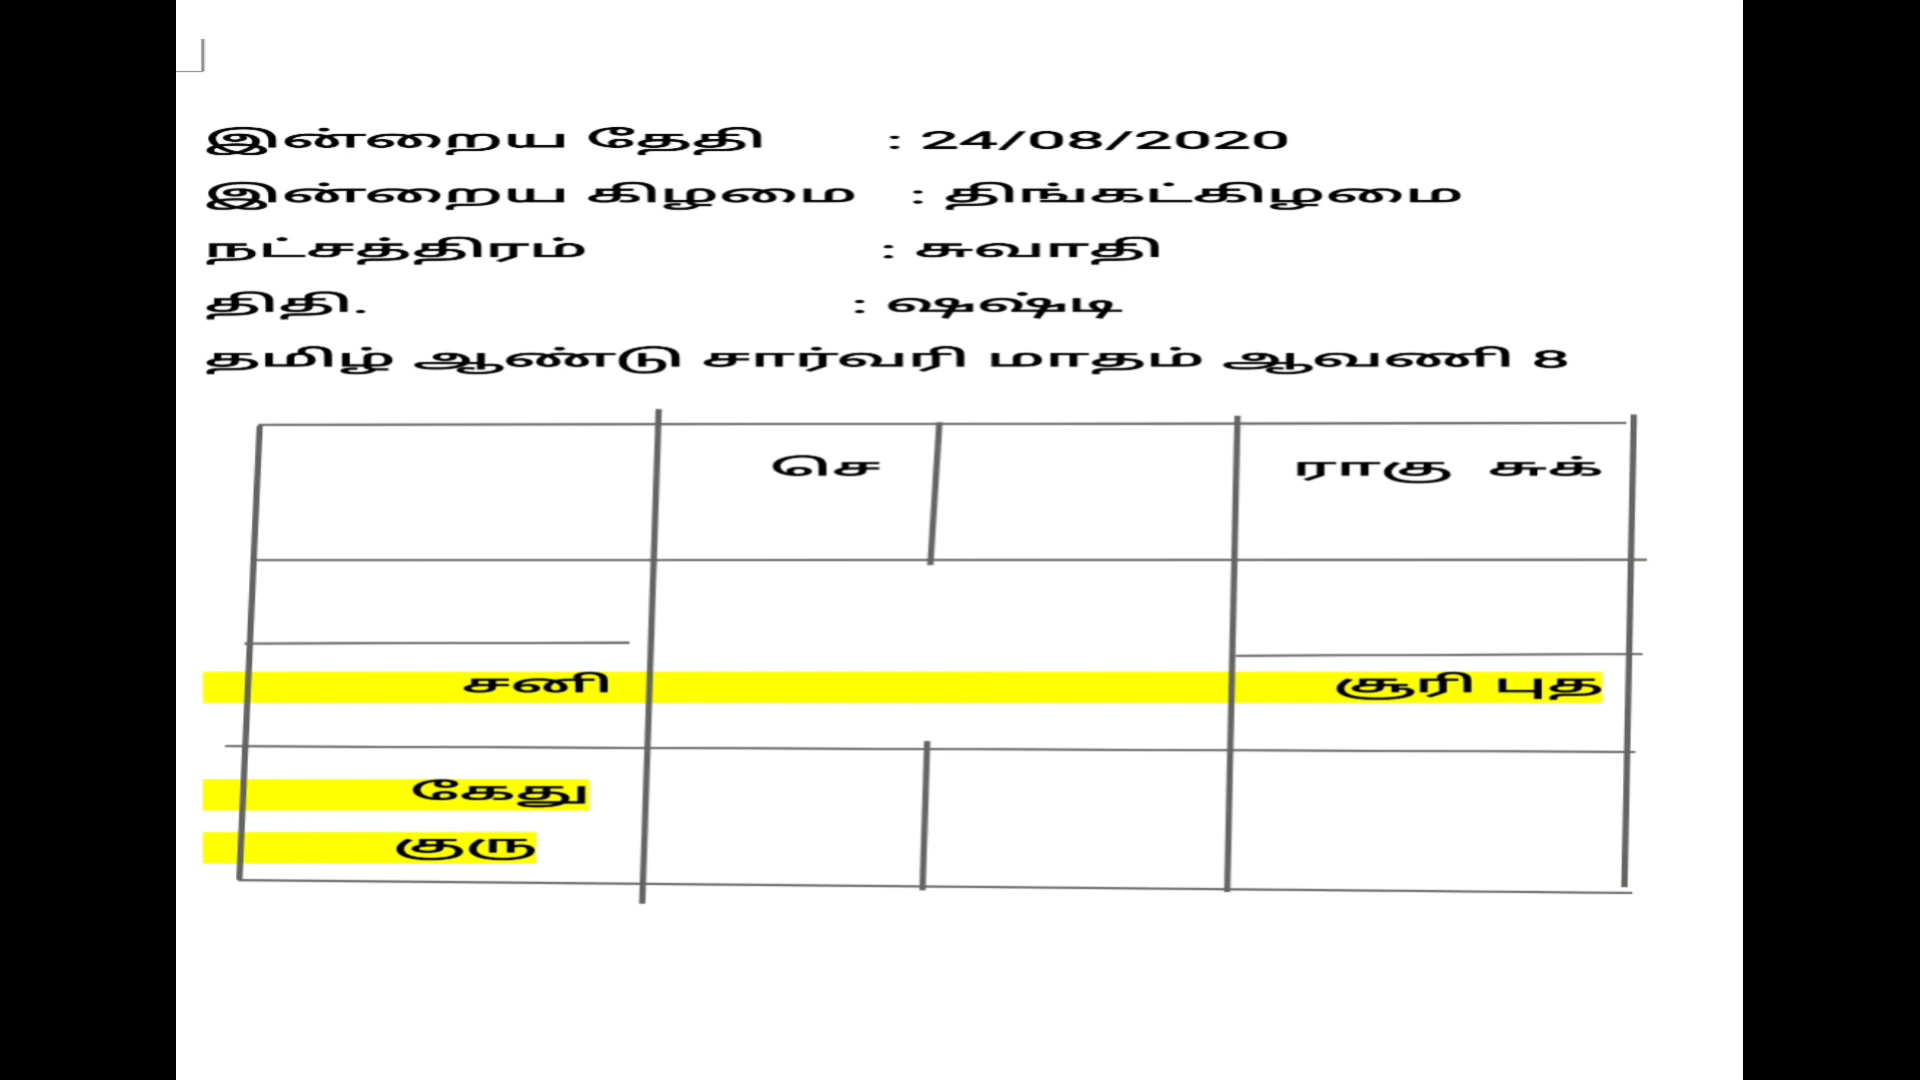 இன்றைய தேதி : 24/08/2020
இன்றைய கிழமை : திங்கட்கிழமை
நட்சத்திரம் : சுவாதி
திதி. : ஷஷ்டி
தமிழ் ஆண்டு சார்வரி மாதம் ஆவணி 8
செ ராகு சுக்
சனி சூரி புத
கேது
குரு